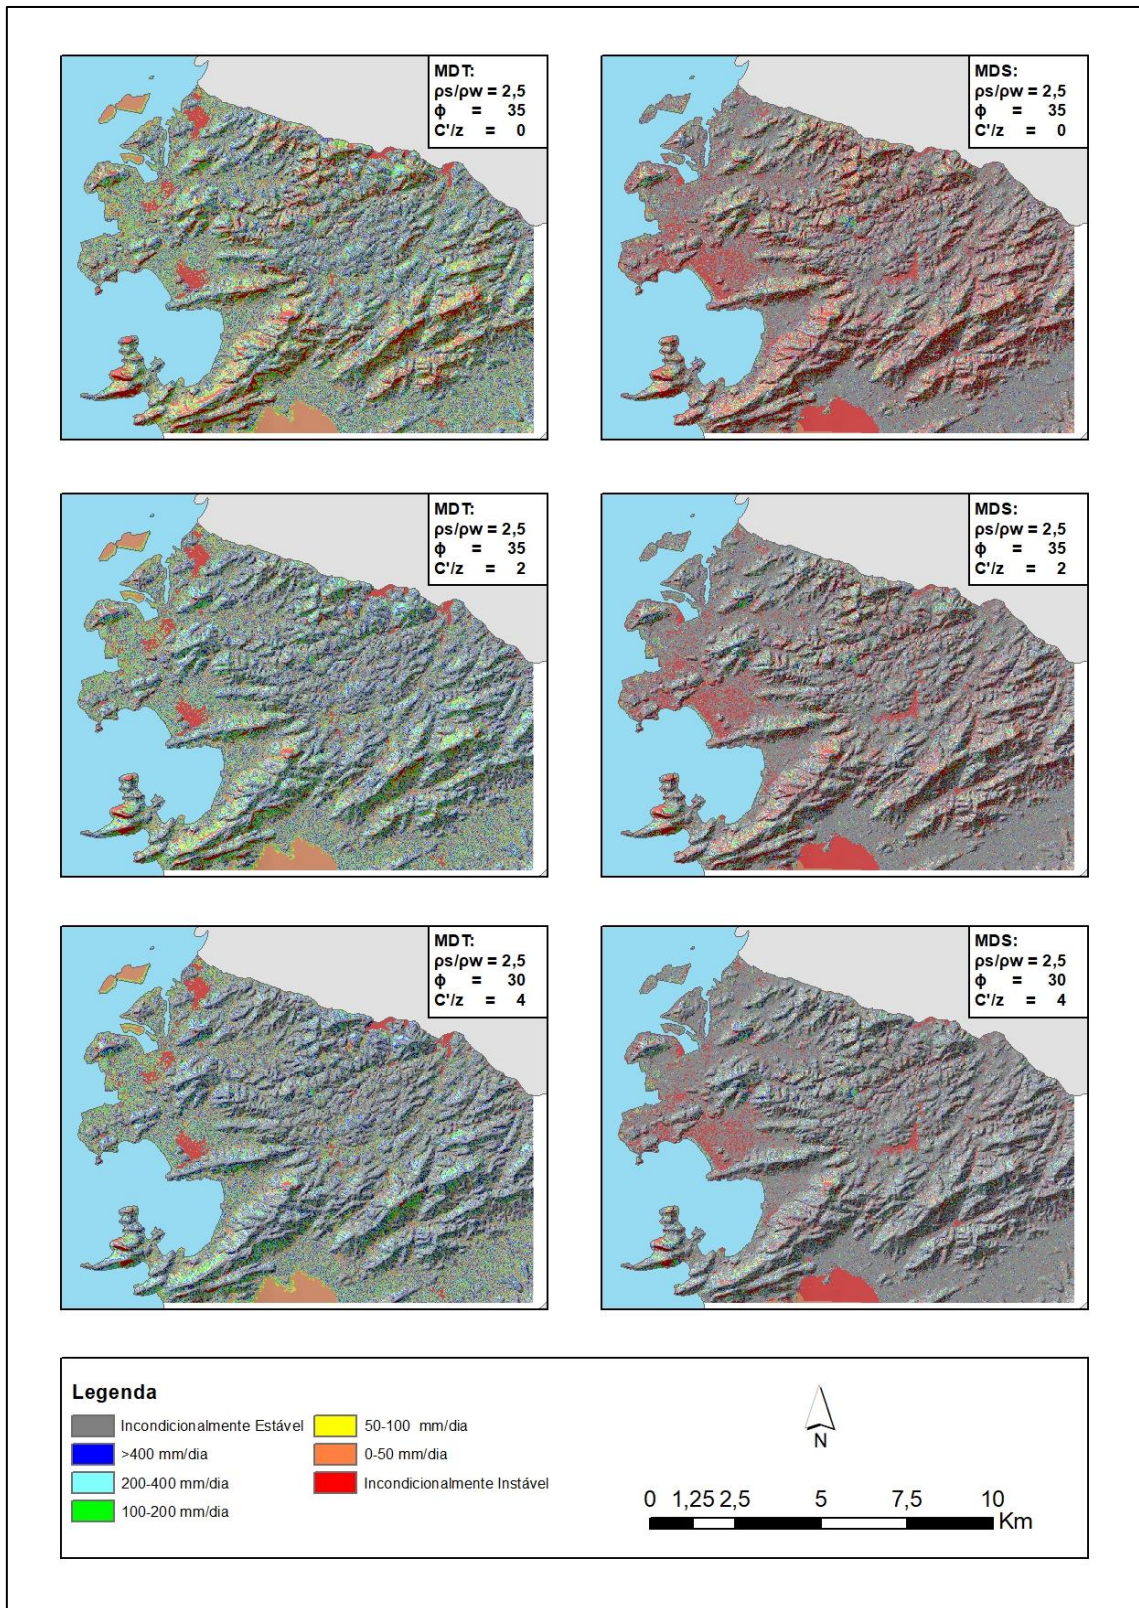 MDT:
ρs/ρw = 2,5
ϕ = 35
C'/z = 0
MDS:
ρs/ρw = 2,5
ϕ = 35
C'/z = 0
MDT:
ρs/ρw = 2,5
ϕ = 35
C'/z = 2
MDS:
ρs/ρw = 2,5
ϕ = 35
C'/z = 2
MDT:
ρs/ρw = 2,5
ϕ = 30
C'/z = 4
MDS:
ρs/ρw = 2,5
ϕ = 30
C'/z = 4
Legenda
Incondicionalmente Estável
>400 mm/dia
200-400 mm/dia
100-200 mm/dia
50-100 mm/dia
0-50 mm/dia
Incondicionalmente Instável
N
0 1,25 2,5 5 7,5 10
Km